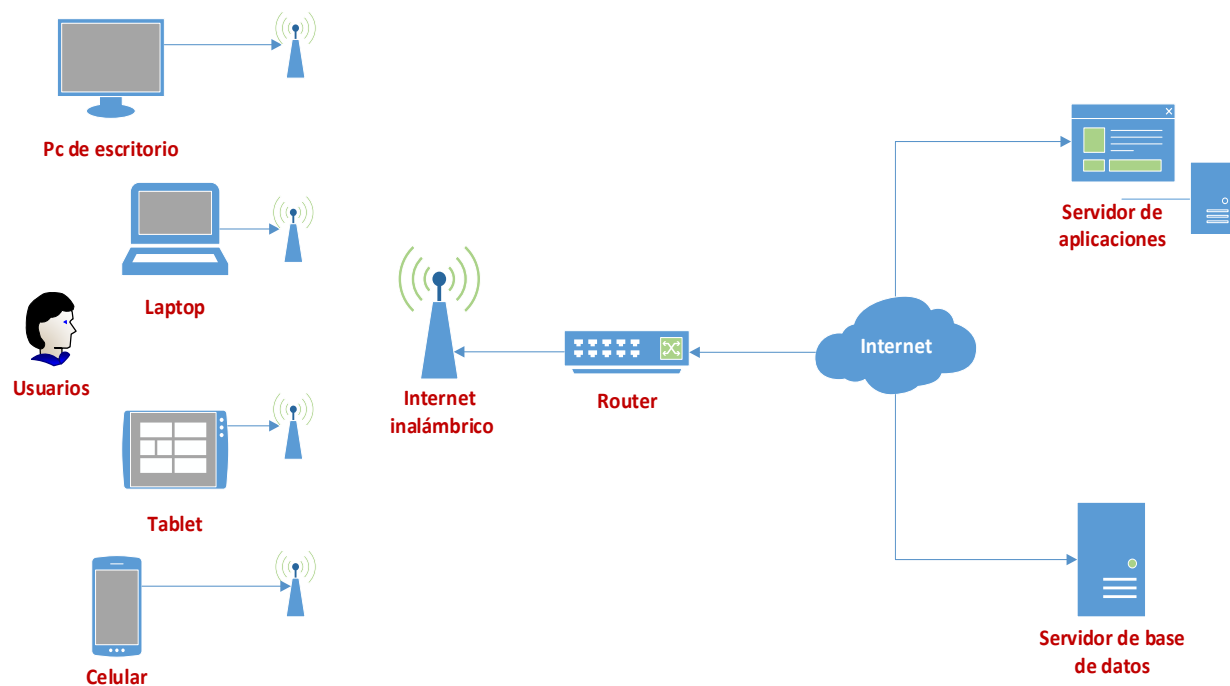 Pc de escritorio
Laptop
Usuarios
Tablet
Celular
Internet
inalámbrico
Router
Internet
Servidor de
aplicaciones
Servidor de base
de datos